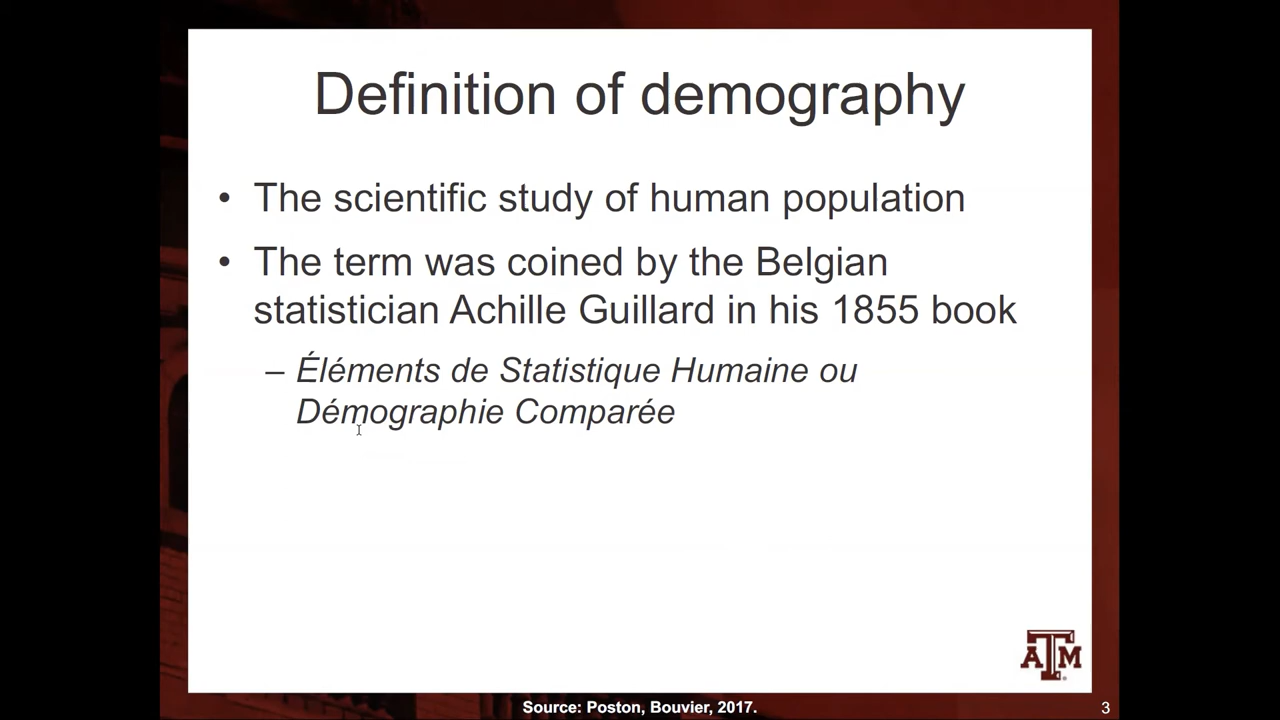 Definition of demography
• The scientific study of human population
• The term was coined by the Belgian
statistician Achille Guillard in his 1855 book
– Éléments de Statistique Humaine ou
Démographie Comparée
ATM
Source: Poston, Bouvier, 2017.
3